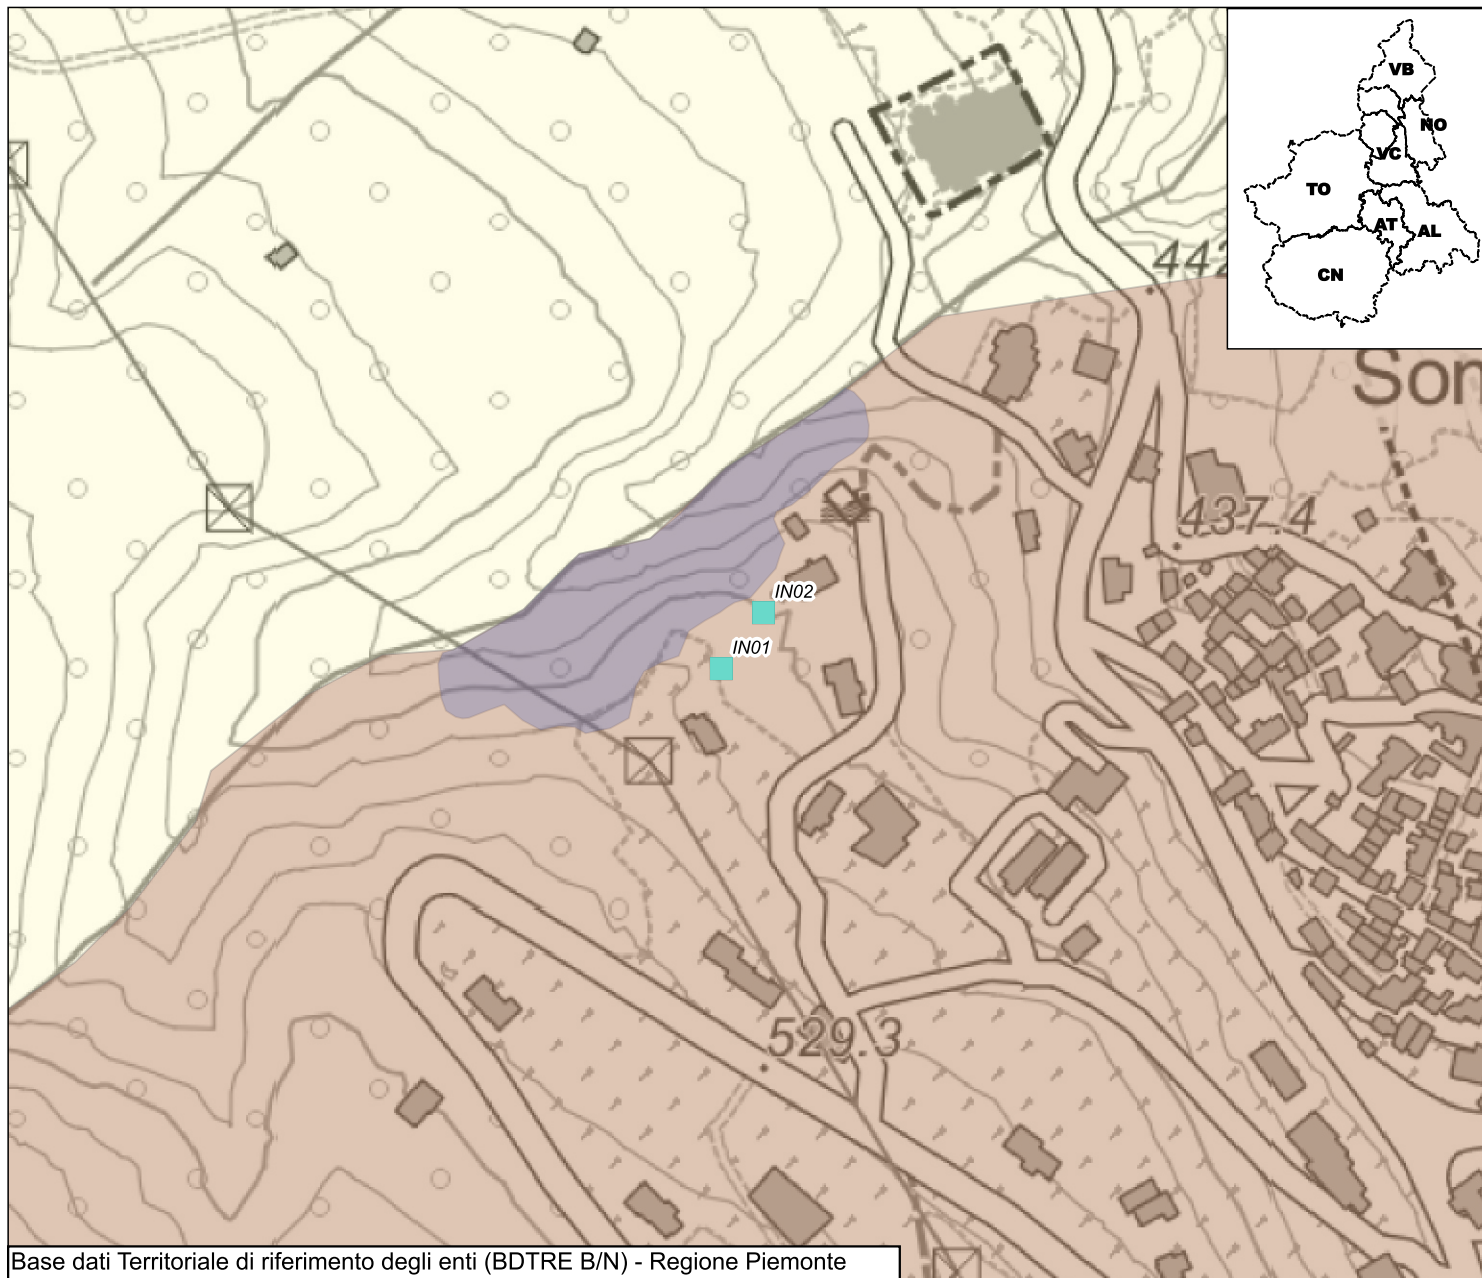 VB
NO
VC
TO
AT
AL
CN
442
Son
437.4
IN02
IN01
529.3
Base dati Territoriale di riferimento degli enti (BDTRE B/N) - Regione Piemonte